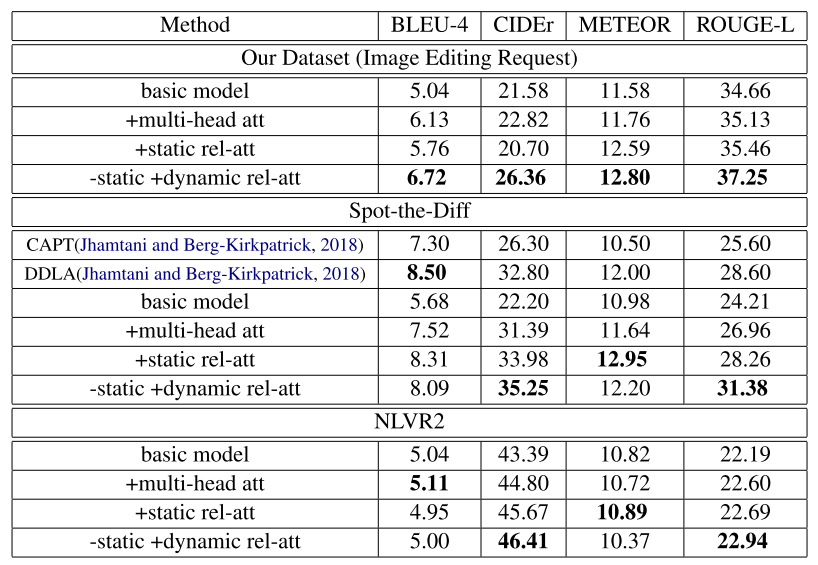 Method BLEU-4 CIDEr METEOR ROUGE-L
Our Dataset (Image Editing Request)
basic model 5.04 21.58 11.58 34.66
+multi-head att 6.13 22.82 11.76 35.13
+static rel-att 5.76 20.70 12.59 35.46
-static +dynamic rel-att 6.72 26.36 12.80 37.25
Spot-the-Diff
CAPT(Jhamtani and Berg-Kirkpatrick, 2018) 7.30 26.30 10.50 25.60
DDLA(Jhamtani and Berg-Kirkpatrick, 2018) 8.50 32.80 12.00 28.60
basic model 5.68 22.20 10.98 24.21
+multi-head att 7.52 31.39 11.64 26.96
+static rel-att 8.31 33.98 12.95 28.26
-static +dynamic rel-att 8.09 35.25 12.20 31.38
NLVR2
basic model 5.04 43.39 10.82 22.19
+multi-head att 5.11 44.80 10.72 22.60
+static rel-att 4.95 45.67 10.89 22.69
-static +dynamic rel-att 5.00 46.41 10.37 22.94